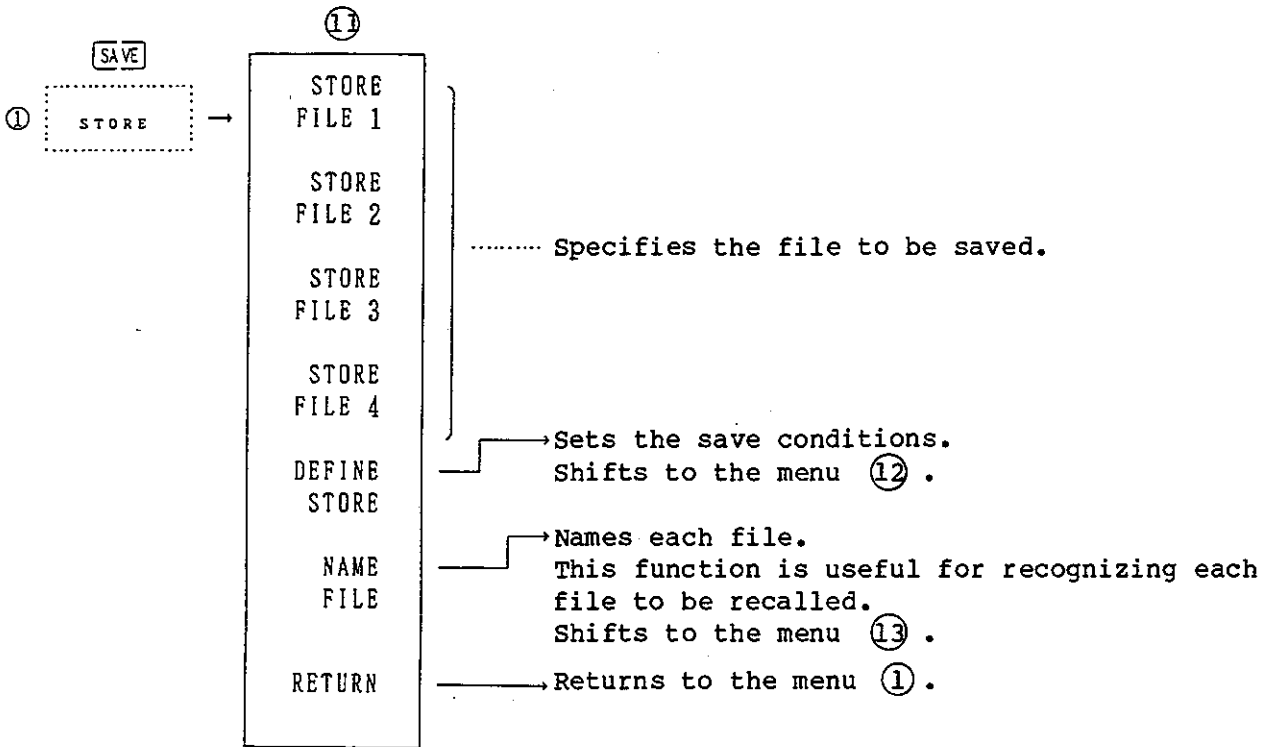 ⑪
SAVE
① STORE →
STORE
FILE 1
STORE
FILE 2
......... Specifies the file to be saved.
STORE
FILE 3
STORE
FILE 4
DEFINE
STORE
→Sets the save conditions.
Shifts to the menu ⑫ .
NAME
FILE
→Names each file.
This function is useful for recognizing each
file to be recalled.
Shifts to the menu ⑬ .
RETURN
→Returns to the menu ①.